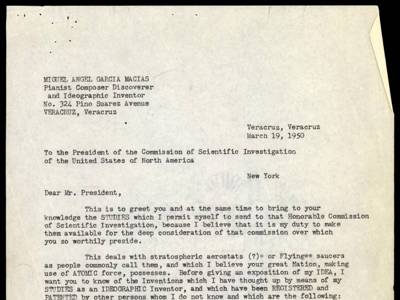 MIGUEL ANGEL GARCIA MACIAS
Pianist Composer Discoverer
and Ideographic Inventor
No. 324 Pino Suarez Avenue
VERACRUZ, Veracruz
Veracruz, Veracruz
March 19, 1950
To the President of the Commission of Scientific Investigation
of the United States of North America
New York
Dear Mr. President,
This is to greet you and at the same time to bring to your
knowledge the STUDIES which I permit myself to send to that Honorable Commission
of Scientific Investigation, because I believe that it is my duty to make
them available for the deep consideration of that commission over which
you so worthily preside.
This deals with stratospheric aerostats (?)* or Flying* saucers
as people commonly call them, and which I believe your great Nation, making
use of ATOMIC force, possesses. Before giving an exposition of my IDEA, I
want you to know of the Inventions which I have thought up by means of my
STUDIES as an IDEOGRAPHIC Inventor, and which have been REGISTERED and
PATENTED by other persons whom I do not know and which are the following: